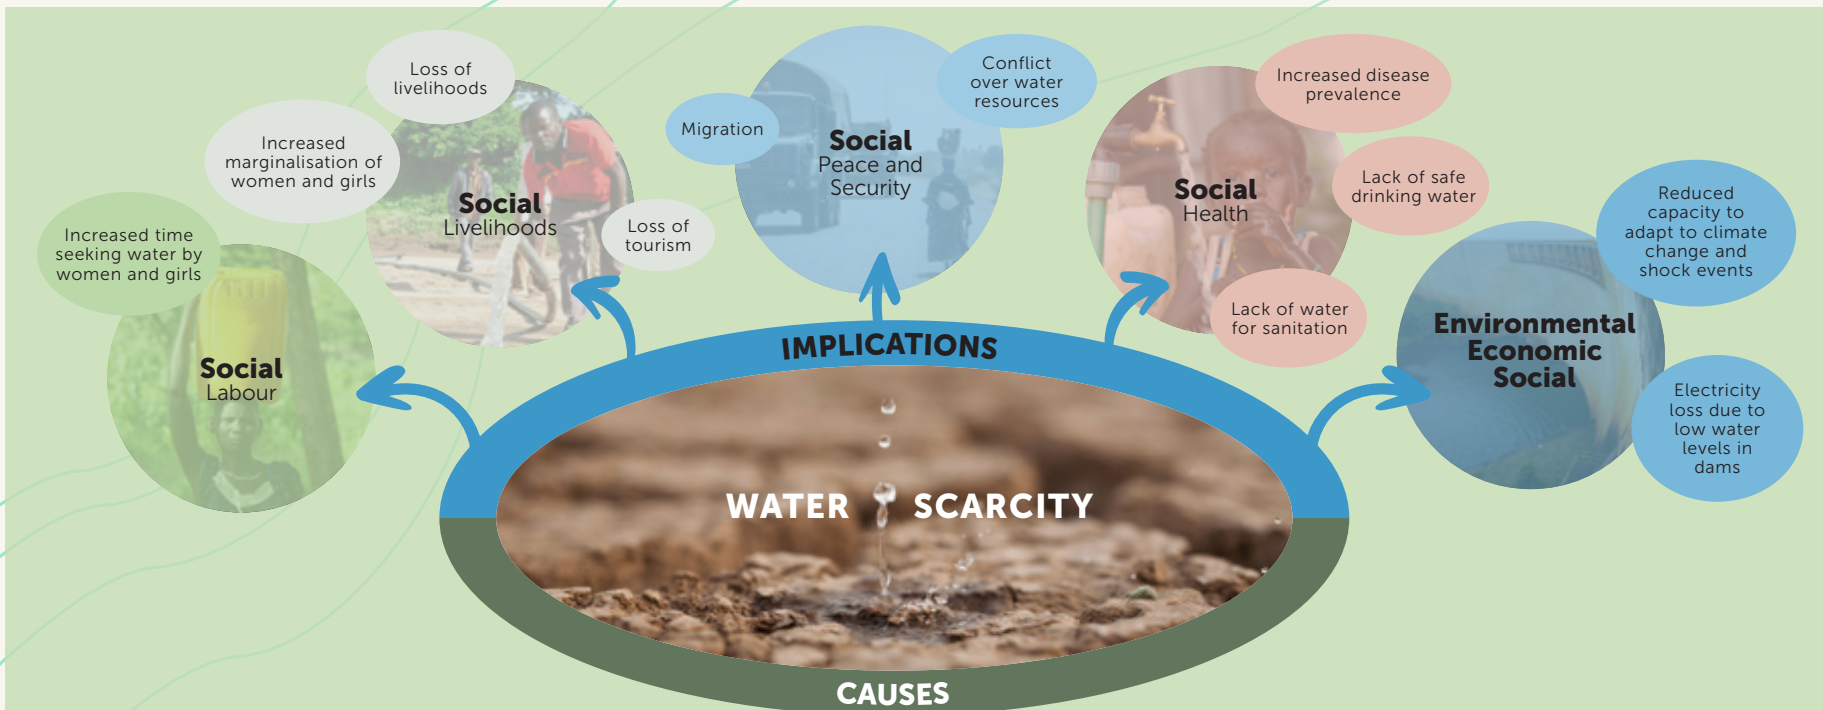 Loss of
livelihoods
Increased
marginalisation of
women and girls
Increased time
seeking water by
women and girls
Social
Labour
Social
Livelihoods
Loss of
tourism
Migration
Social
Peace and
Security
Conflict
over water
resources
Social
Health
Increased disease
prevalence
Lack of safe
drinking water
Lack of water
for sanitation
Environmental
Economic
Social
Reduced
capacity to
adapt to climate
change and
shock events
Electricity
loss due to
low water
levels in
dams
IMPLICATIONS
WATER SCARCITY
CAUSES